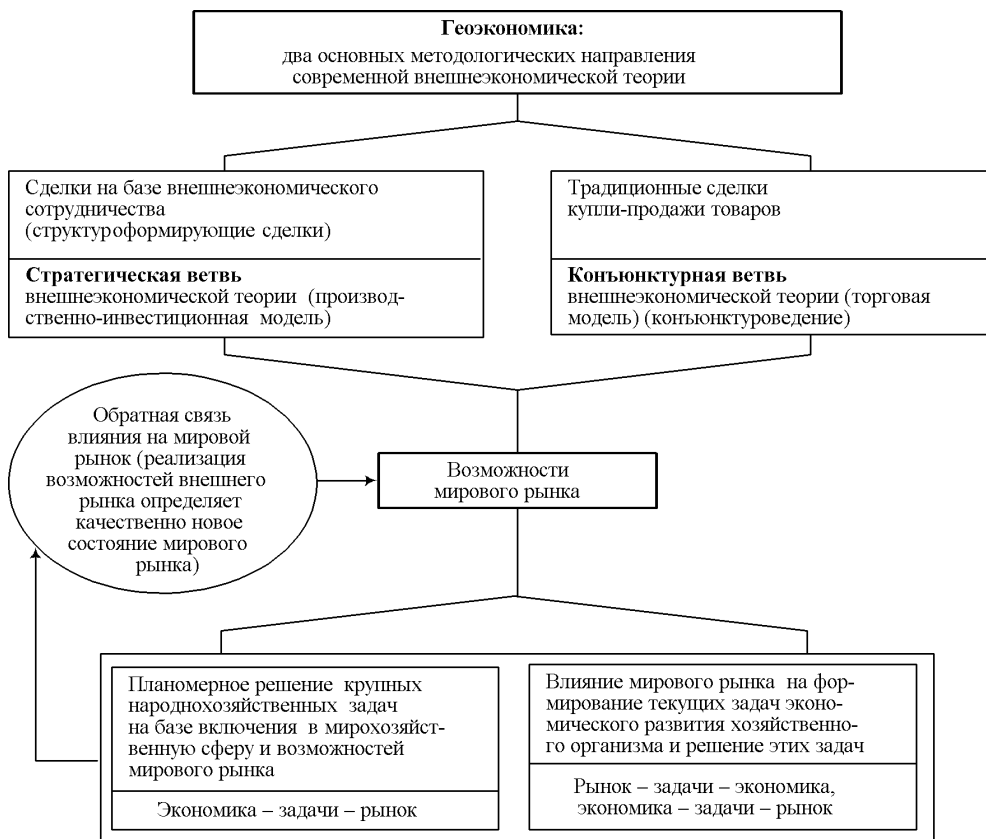 Геоэкономика:
два основных методологических направления
современной внешнеэкономической теории
Сделки на базе внешнеэкономического
сотрудничества
(структуроформирующие сделки)
Стратегическая ветвь
внешнеэкономической теории (производ-
ственно-инвестиционная модель)
Традиционные сделки
купли-продажи товаров
Конъюнктурная ветвь
внешнеэкономической теории (торговая
модель) (конъюнктуроведение)
Обратная связь
влияния на мировой
рынок (реализация
возможностей внешнего
рынка определяет
качественно новое
состояние мирового
рынка)
Возможности
мирового рынка
Планомерное решение крупных
народнохозяйственных задач
на базе включения в мирохозяйст-
венную сферу и возможностей
мирового рынка
Экономика – задачи – рынок
Влияние мирового рынка на фор-
мирование текущих задач эконо-
мического развития хозяйственно-
го организма и решение этих задач
Рынок – задачи – экономика,
экономика – задачи – рынок